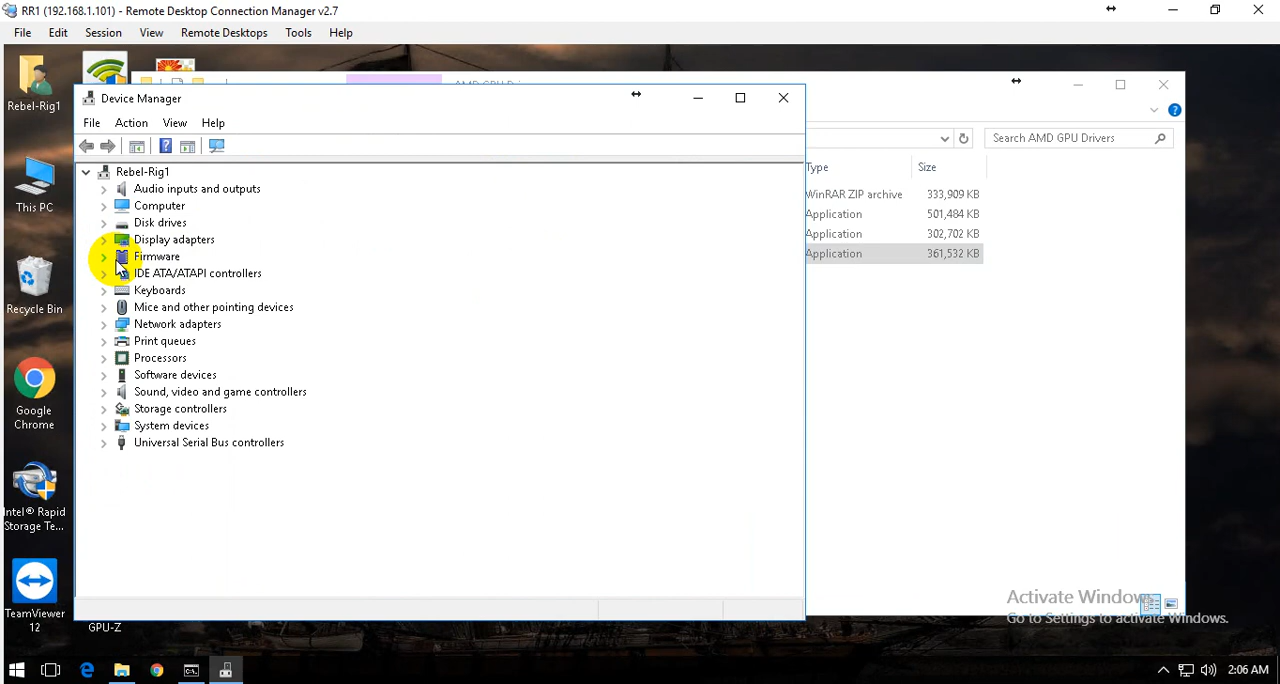 RR1 (192.168.1.101) - Remote Desktop Connection Manager v2.7
File Edit Session View Remote Desktops Tools Help
Rebel-Rig1
This PC
Recycle Bin
Google
Chrome
Intel® Rapid
Storage Te...
TeamViewer
12
GPU-Z
Device Manager
File Action View Help
Rebel-Rig1
Audio inputs and outputs
Computer
Disk drives
Display adapters
Firmware
IDE ATA/ATAPI controllers
Keyboards
Mice and other pointing devices
Network adapters
Print queues
Processors
Software devices
Sound, video and game controllers
Storage controllers
System devices
Universal Serial Bus controllers
Search AMD GPU Drivers
Type Size
WinRAR ZIP archive 333,909 KB
Application 501,484 KB
Application 302,702 KB
Application 361,532 KB
Activate Windows
Go to Settings to activate Windows.
2:06 AM